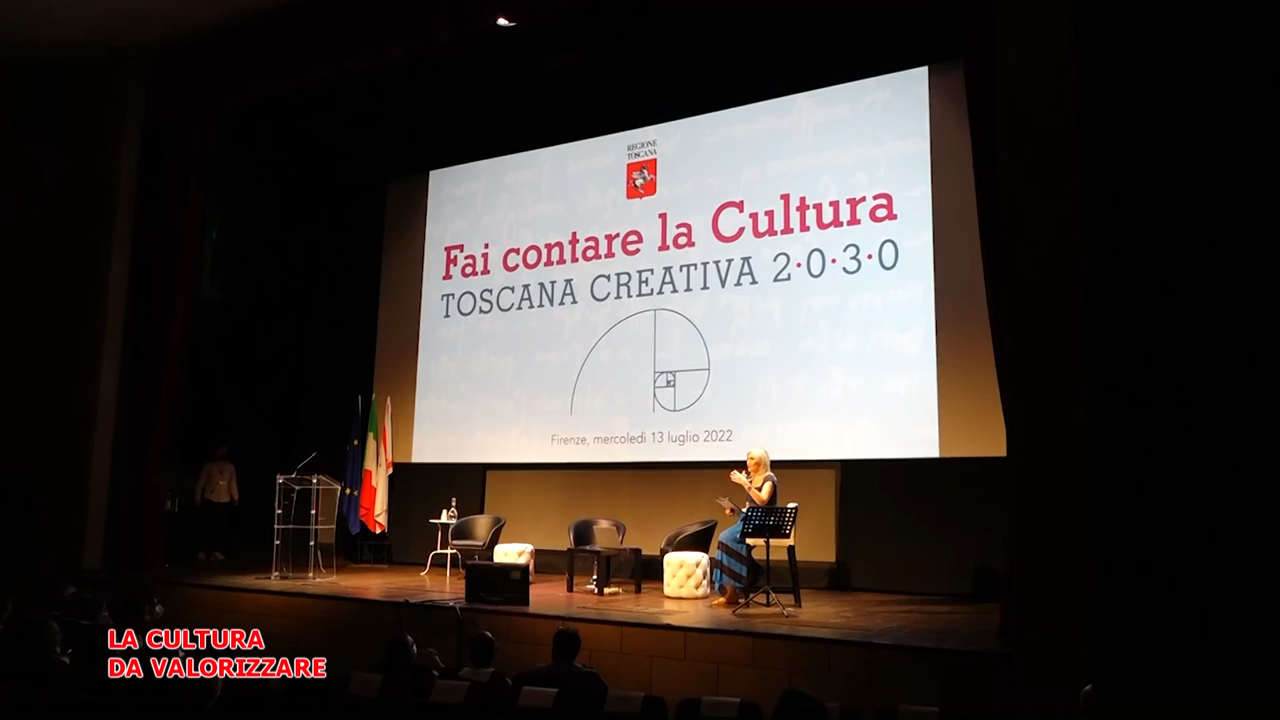 REGIONE
TOSCANA
Fai contare la Cultura
TOSCANA CREATIVA 2·0·3·0
Firenze, mercoledì 13 luglio 2022
LA CULTURA
DA VALORIZZARE